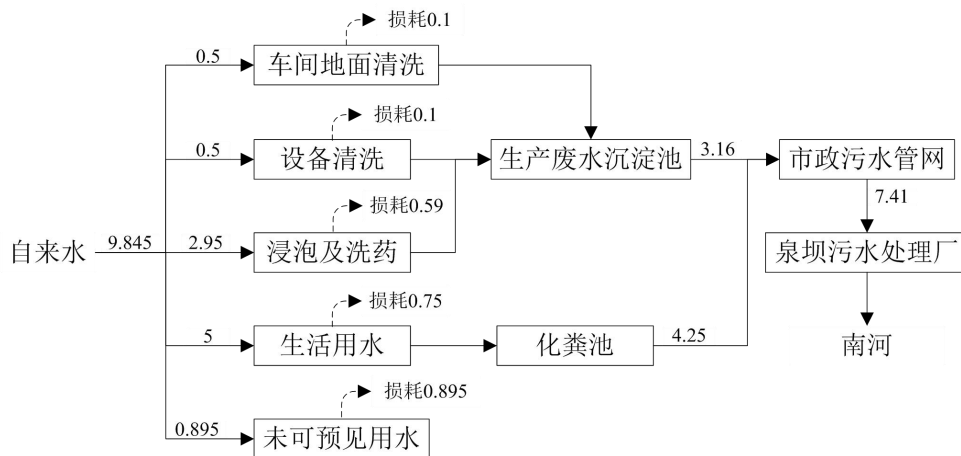 损耗0.1
0.5
车间地面清洗
损耗0.1
0.5
设备清洗
生产废水沉淀池
3.16
市政污水管网
7.41
损耗0.59
自来水
9.845
2.95
浸泡及洗药
泉坝污水处理厂
损耗0.75
5
生活用水
化粪池
4.25
南河
损耗0.895
0.895
未可预见用水